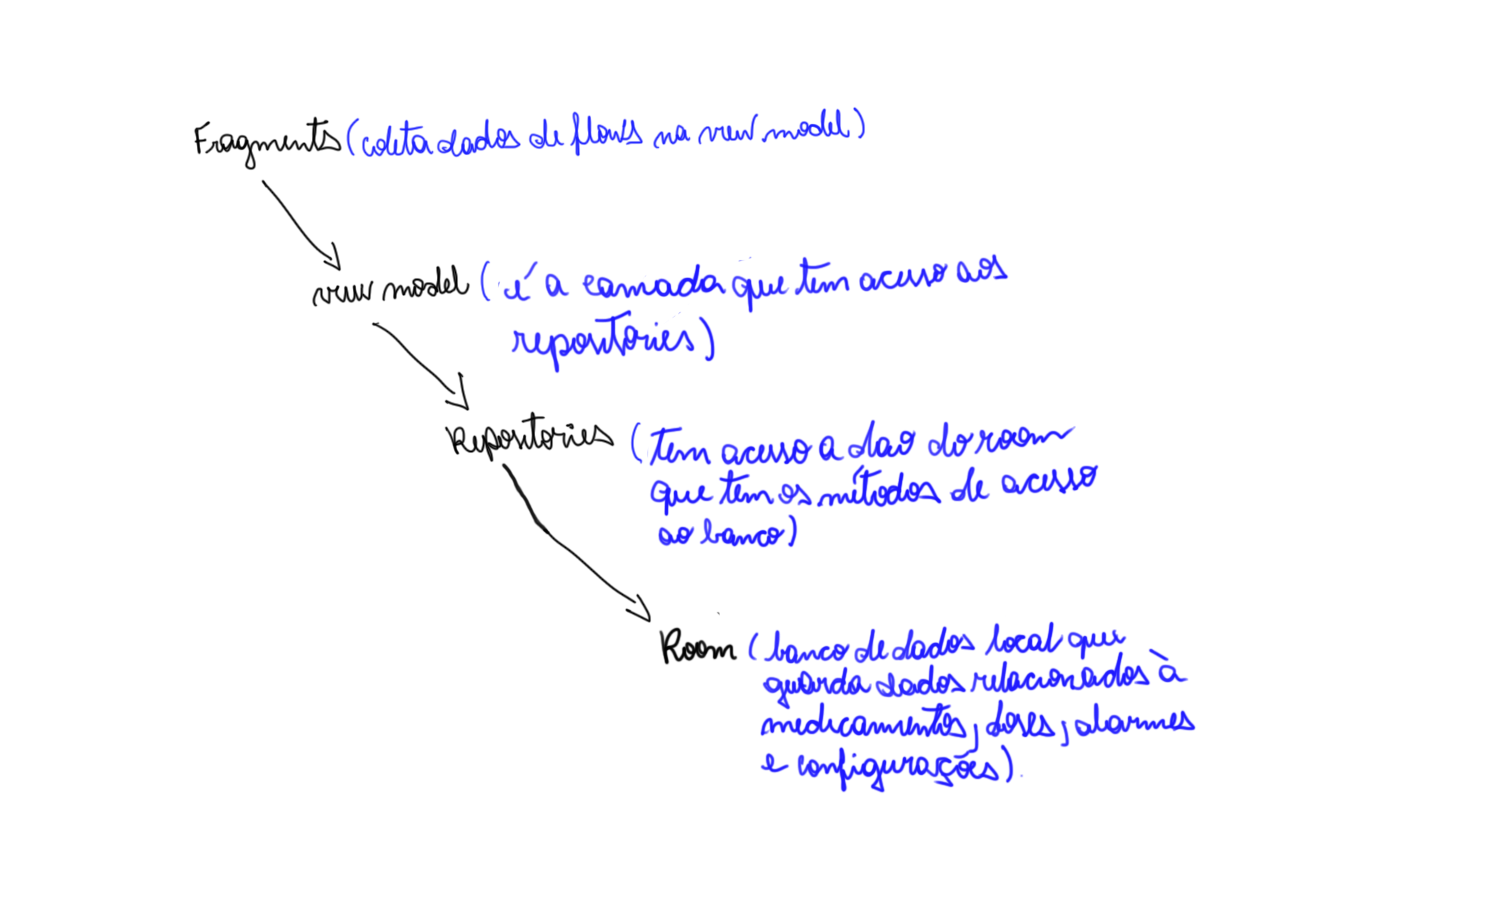 Fragments (coleta dados de flows na view model)
view model (é a camada que tem acesso aos
repositories)
Repositories (tem acesso a dao do room
que tem os métodos de acesso
ao banco)
Room (banco de dados local que
guarda dados relacionados à
medicamentos, doses, alarmes
e configurações).